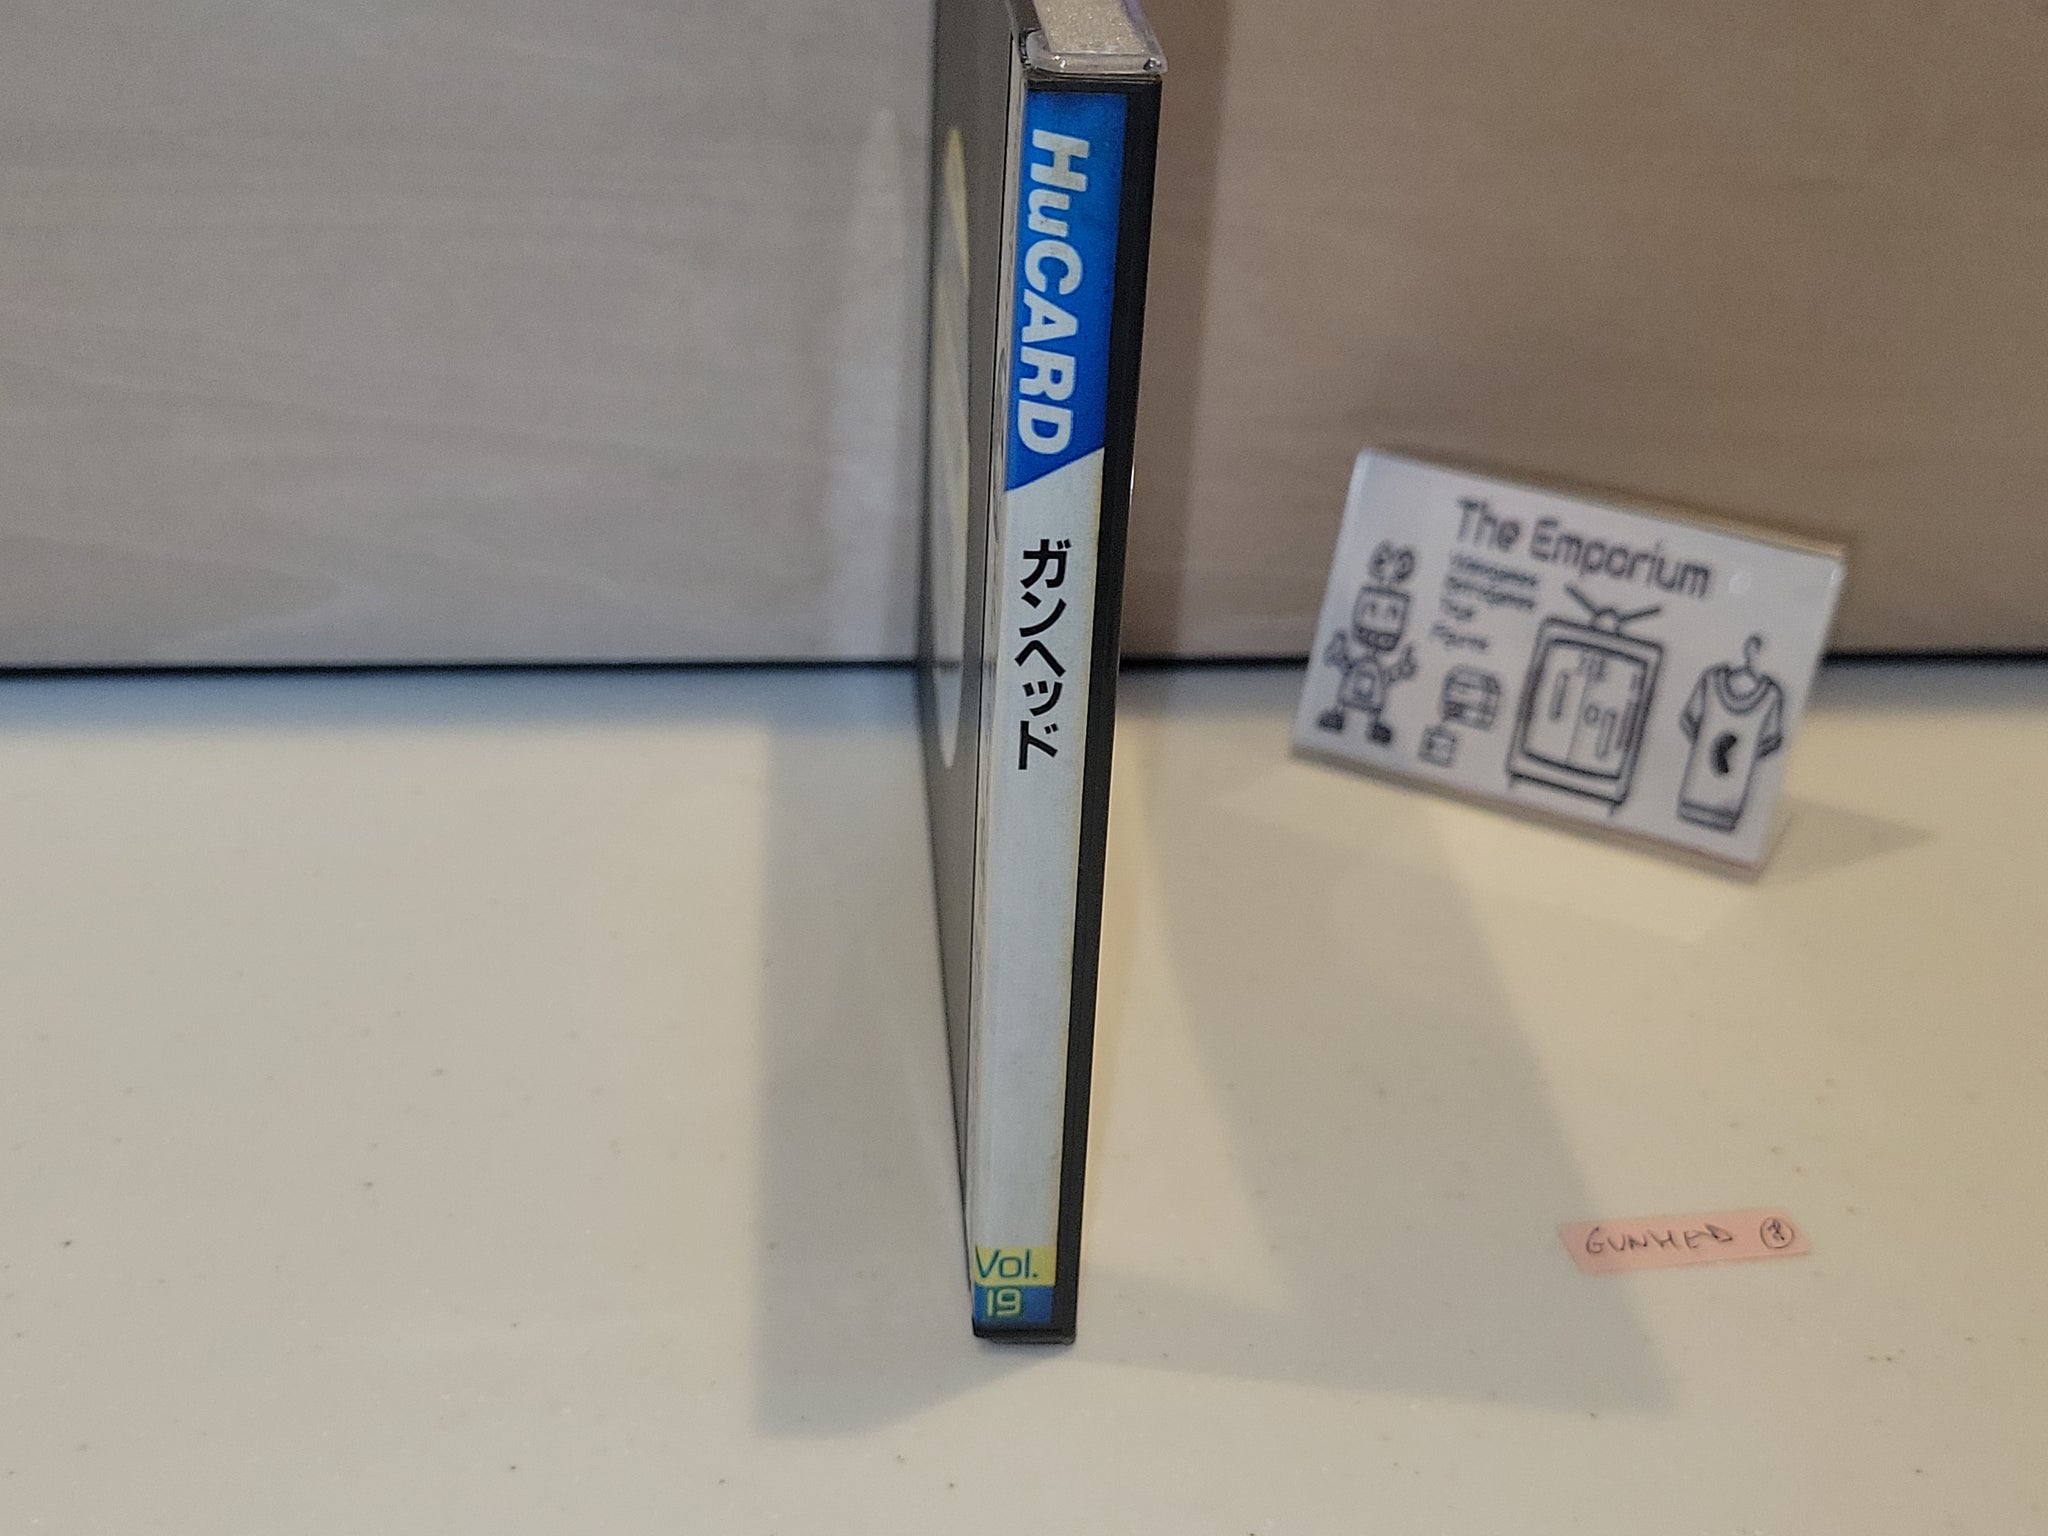 HuCARD
ガンヘッド
Vol.
19
The Emporium
GUNHED